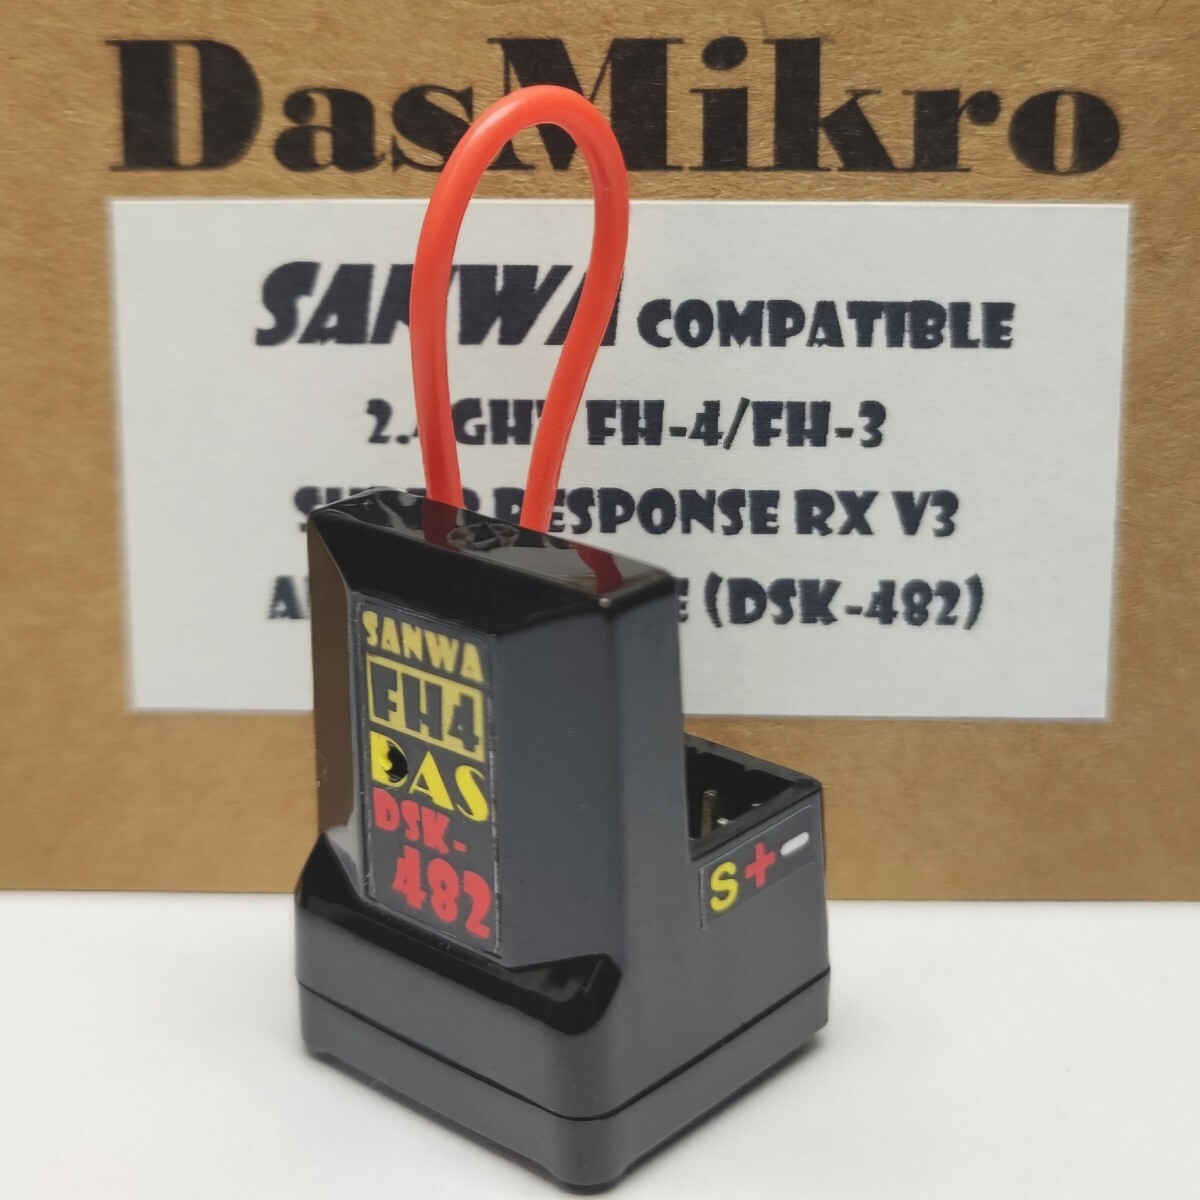 DasMikro
SANWA COMPATIBLE
FH-4/FH-3
RESPONSE RX V3
(DSK-482)
SANWA
FH4
DAS
DSK-
482
S + -